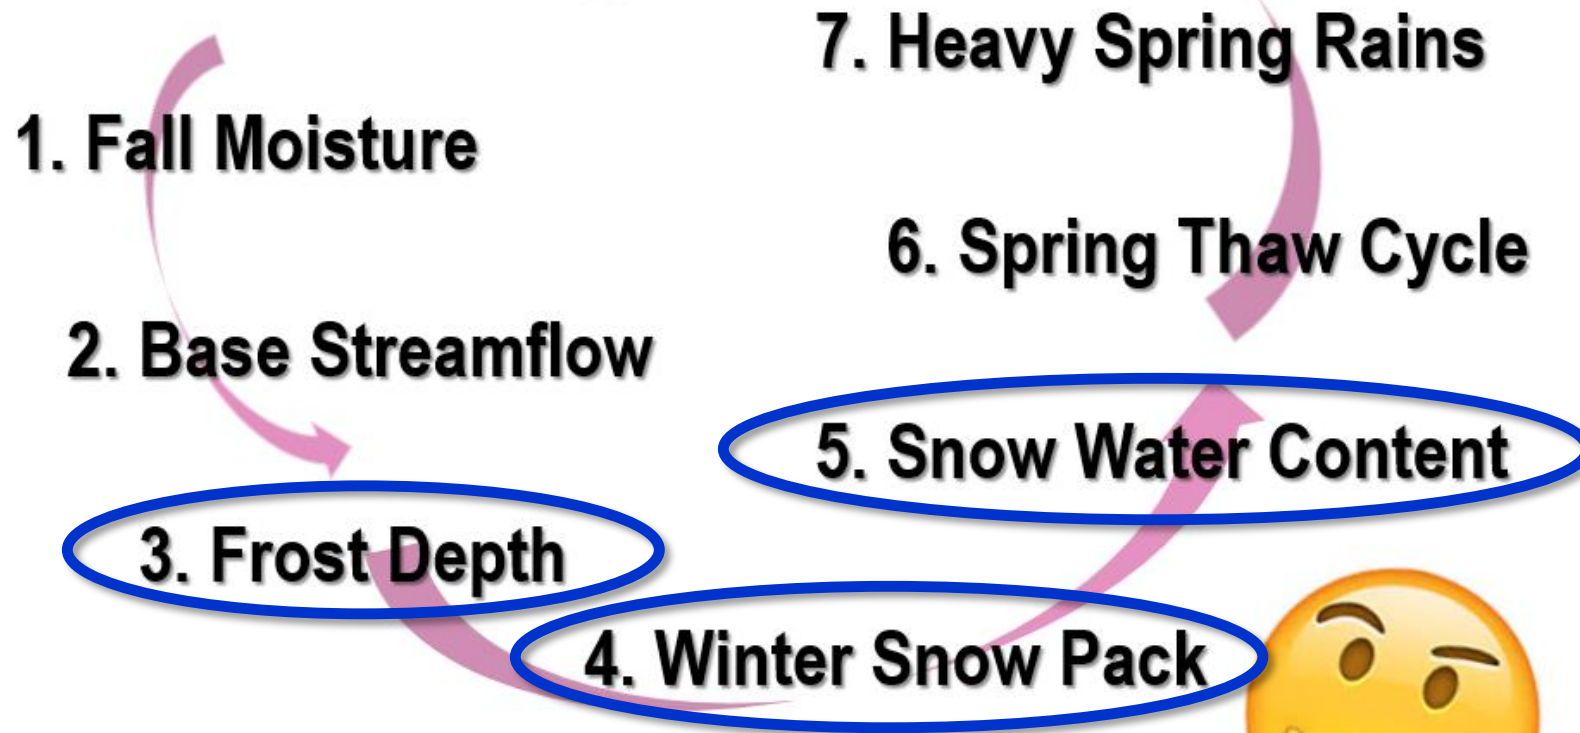 1. Fall Moisture
2. Base Streamflow
3. Frost Depth
4. Winter Snow Pack
5. Snow Water Content
6. Spring Thaw Cycle
7. Heavy Spring Rains